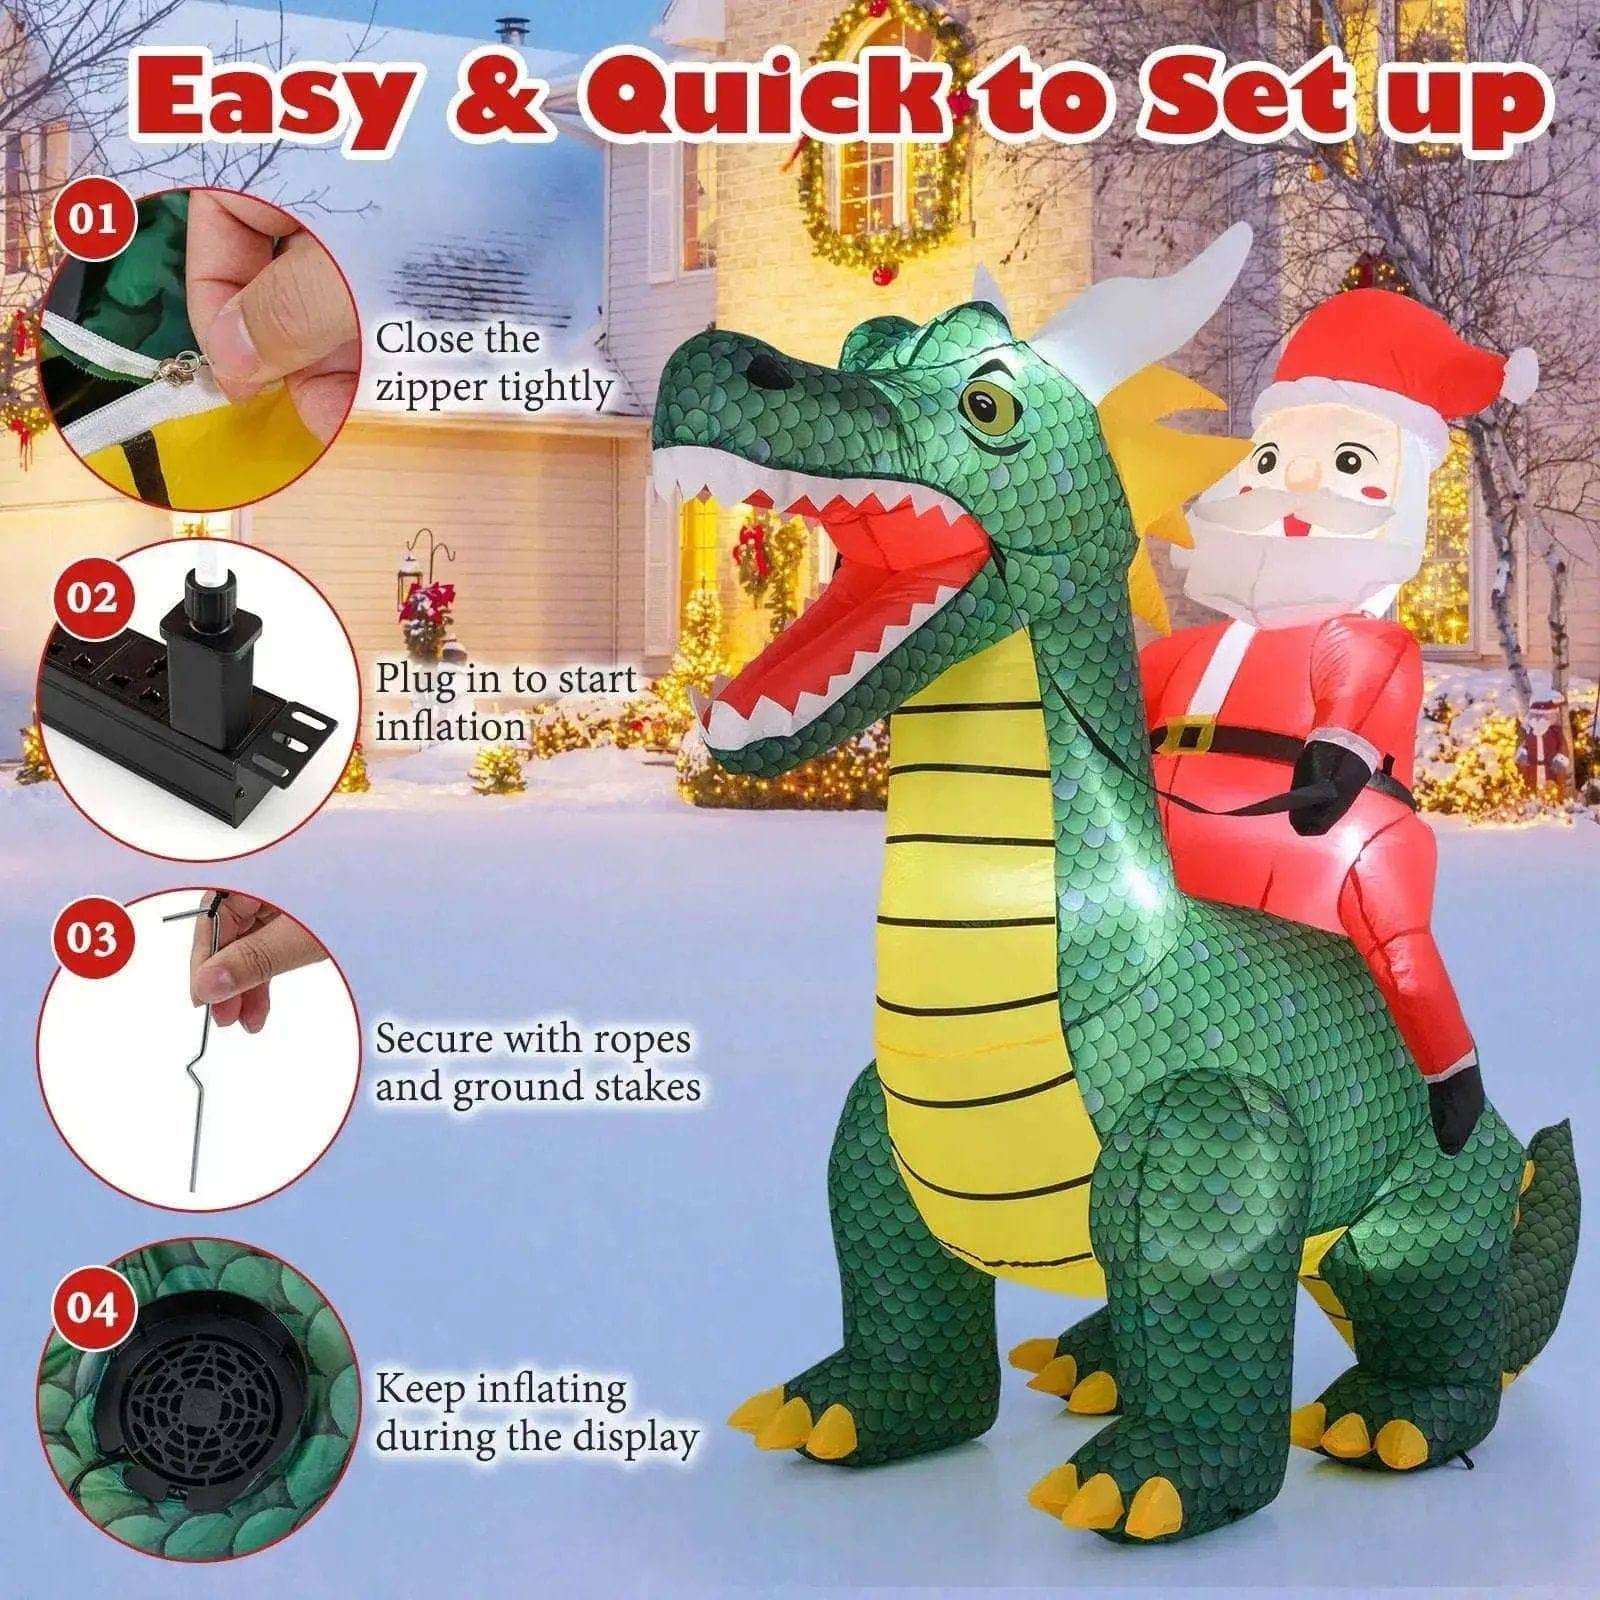 Easy & Quick to Set up
01
Close the
zipper tightly
02
Plug in to start
inflation
03
Secure with ropes
and ground stakes
04
Keep inflating
during the display